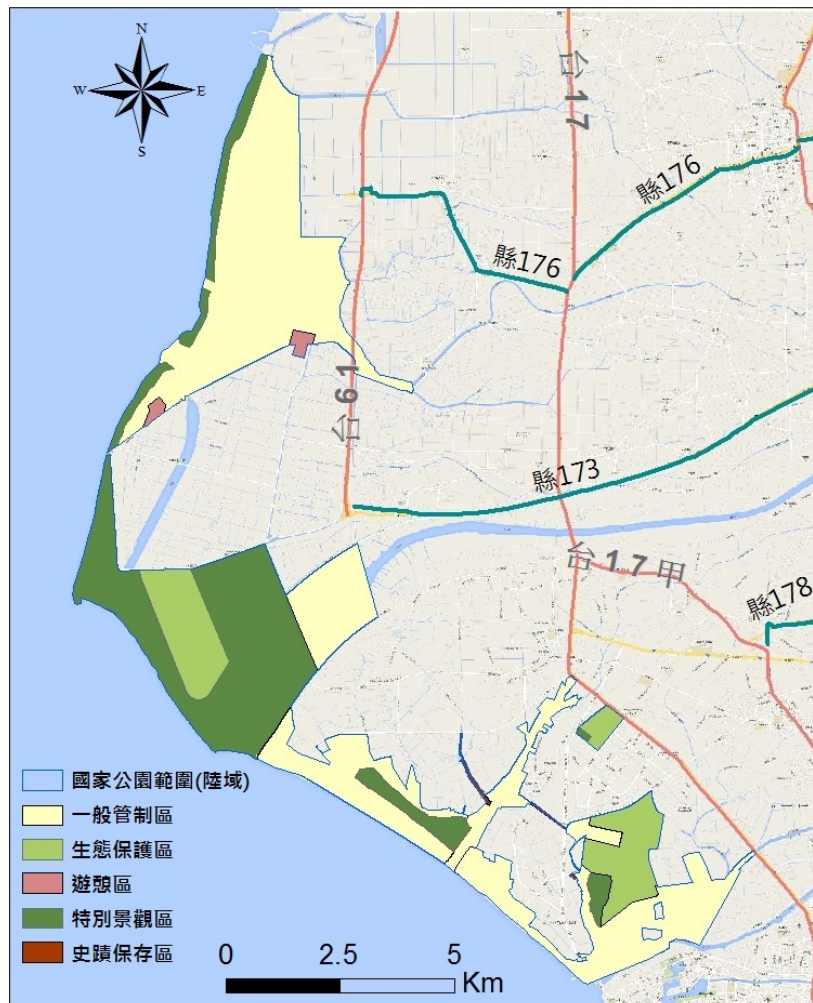 N
W
E
S
台17
縣176
縣176
台61
縣173
台17甲
縣178
國家公園範圍(陸域)
一般管制區
生態保護區
遊憩區
特別景觀區
史蹟保存區
0 2.5 5
Km